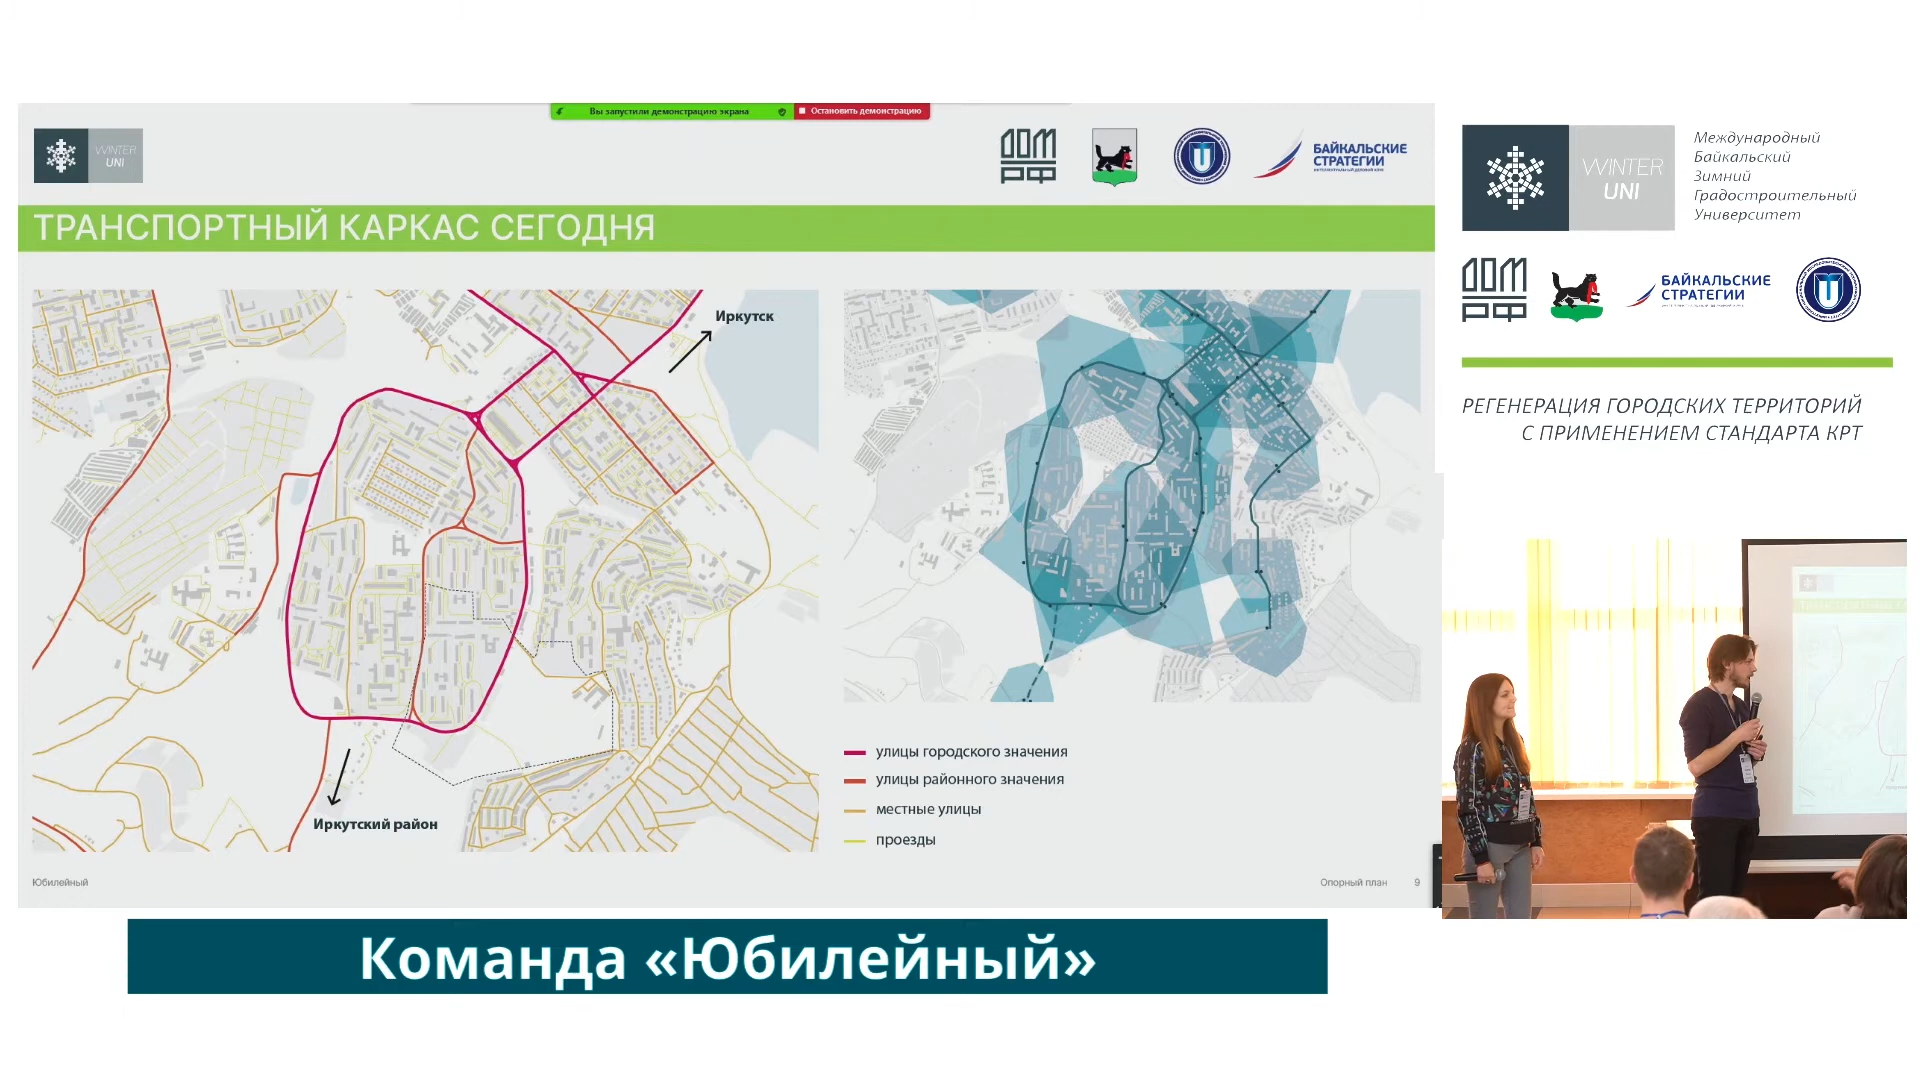 Вы запустили демонстрацию экрана
Остановить демонстрацию
WINTER
UNI
ДОМ
РФ
БАЙКАЛЬСКИЕ
СТРАТЕГИИ
ТРАНСПОРТНЫЙ КАРКАС СЕГОДНЯ
Иркутск
Иркутский район
улицы городского значения
улицы районного значения
местные улицы
проезды
Юбилейный
Опорный план
9
WINTER
UNI
Международный
Байкальский
Зимний
Градостроительный
Университет
ДОМ
РФ
БАЙКАЛЬСКИЕ
СТРАТЕГИИ
РЕГЕНЕРАЦИЯ ГОРОДСКИХ ТЕРРИТОРИЙ
С ПРИМЕНЕНИЕМ СТАНДАРТА КРТ
Команда «Юбилейный»